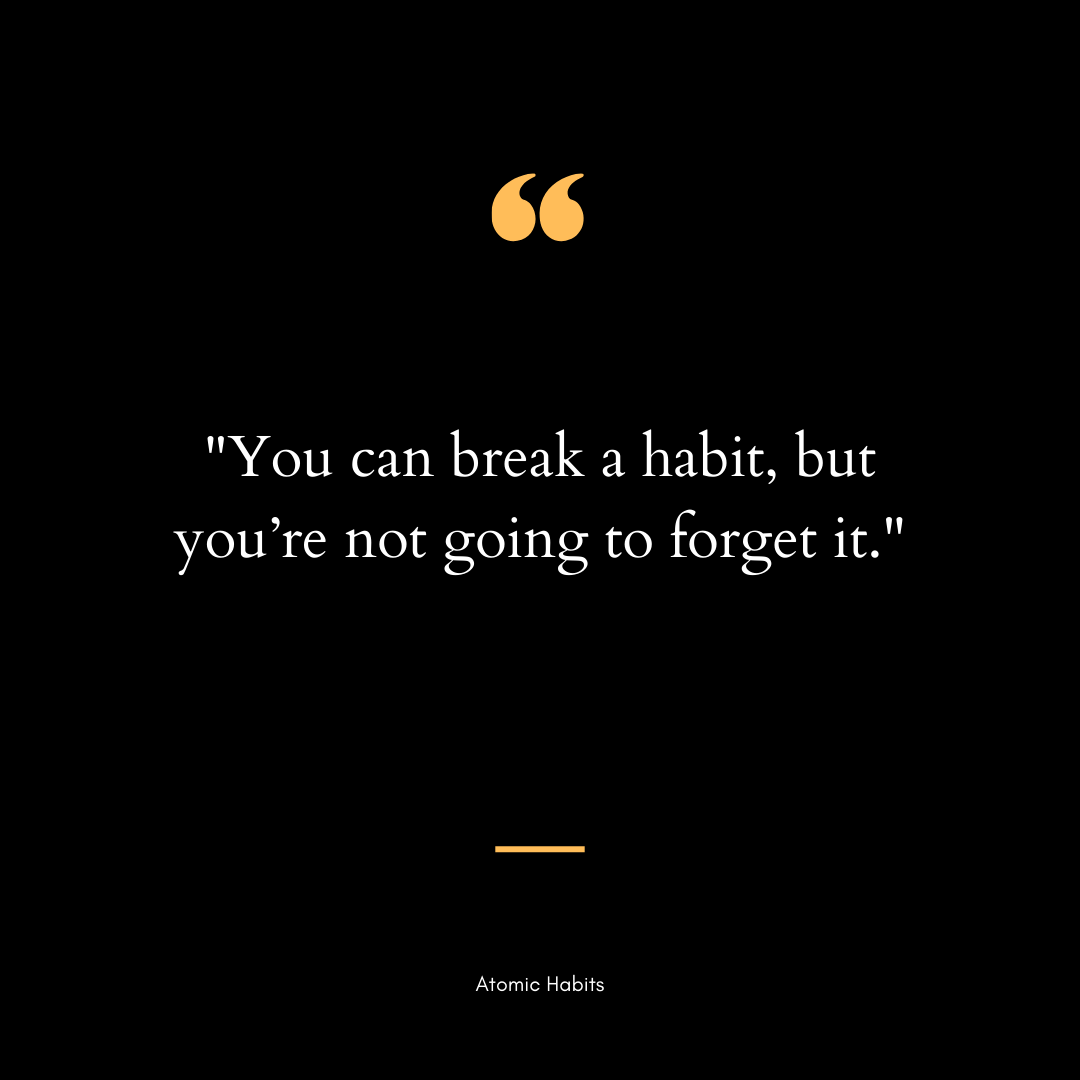 “
"You can break a habit, but
you’re not going to forget it."
Atomic Habits